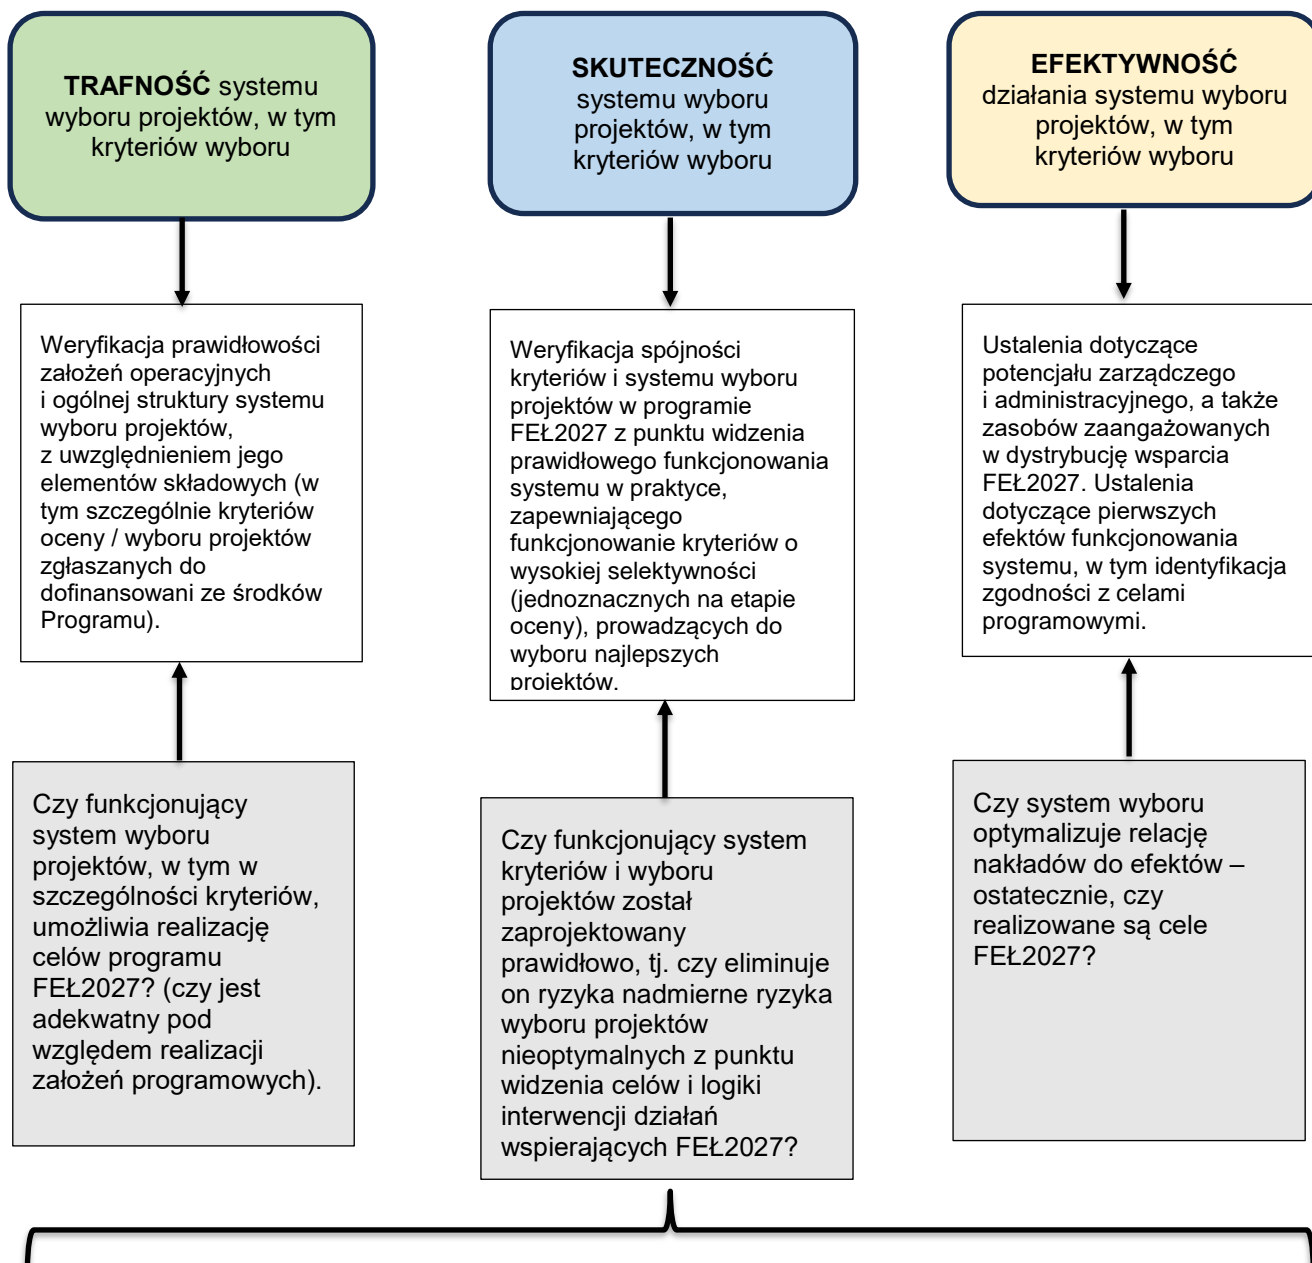 TRAFNOŚĆ systemu
wyboru projektów, w tym
kryteriów wyboru
SKUTECZNOŚĆ
systemu wyboru
projektów, w tym
kryteriów wyboru
EFEKTYWNOŚĆ
działania systemu wyboru
projektów, w tym
kryteriów wyboru
Weryfikacja prawidłowości
założeń operacyjnych
i ogólnej struktury systemu
wyboru projektów,
z uwzględnieniem jego
elementów składowych (w
tym szczególnie kryteriów
oceny / wyboru projektów
zgłaszanych do
dofinansowani ze środków
Programu).
Weryfikacja spójności
kryteriów i systemu wyboru
projektów w programie
FEŁ2027 z punktu widzenia
prawidłowego funkcjonowania
systemu w praktyce,
zapewniającego
funkcjonowanie kryteriów o
wysokiej selektywności
(jednoznacznych na etapie
oceny), prowadzących do
wyboru najlepszych
projektów.
Ustalenia dotyczące
potencjału zarządczego
i administracyjnego, a także
zasobów zaangażowanych
w dystrybucję wsparcia
FEŁ2027. Ustalenia
dotyczące pierwszych
efektów funkcjonowania
systemu, w tym identyfikacja
zgodności z celami
programowymi.
Czy funkcjonujący
system wyboru
projektów, w tym w
szczególności kryteriów,
umożliwia realizację
celów programu
FEŁ2027? (czy jest
adekwatny pod
względem realizacji
założeń programowych).
Czy funkcjonujący system
kryteriów i wyboru
projektów został
zaprojektowany
prawidłowo, tj. czy eliminuje
on ryzyka nadmierne ryzyka
wyboru projektów
nieoptymalnych z punktu
widzenia celów i logiki
interwencji działań
wspierających FEŁ2027?
Czy system wyboru
optymalizuje relację
nakładów do efektów –
ostatecznie, czy
realizowane są cele
FEŁ2027?